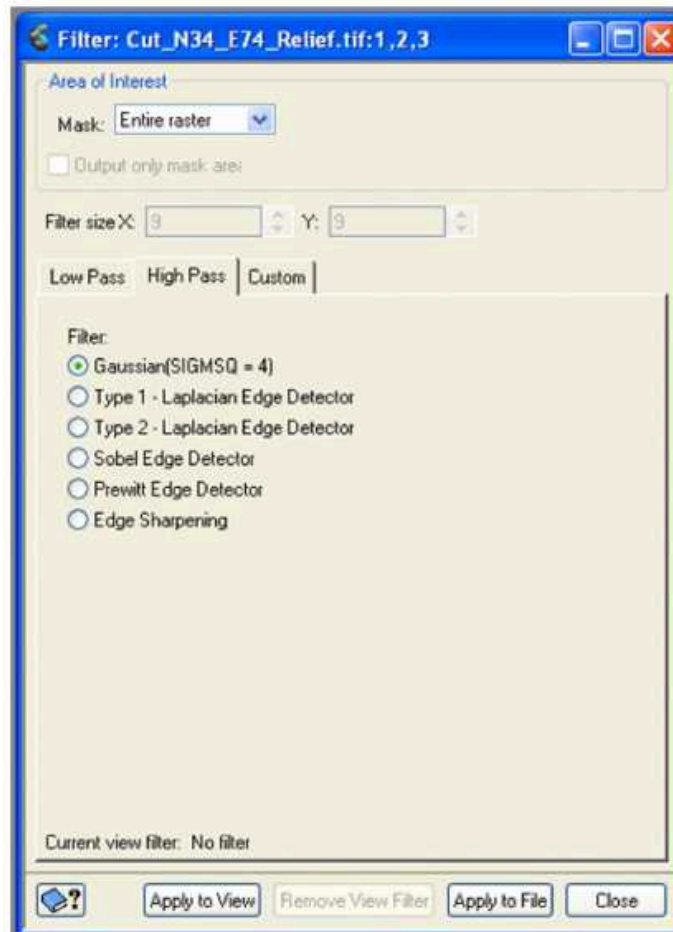 Filter: Cut_N34_E74_Relief.tif:1,2,3
Area of Interest
Mask: Entire raster
Output only mask area
Filter size X: 9 Y: 9
Low Pass High Pass Custom
Filter:
Gaussian(SIGMSQ = 4)
Type 1 - Laplacian Edge Detector
Type 2 - Laplacian Edge Detector
Sobel Edge Detector
Prewitt Edge Detector
Edge Sharpening
Current view filter: No filter
? Apply to View Remove View Filter Apply to File Close